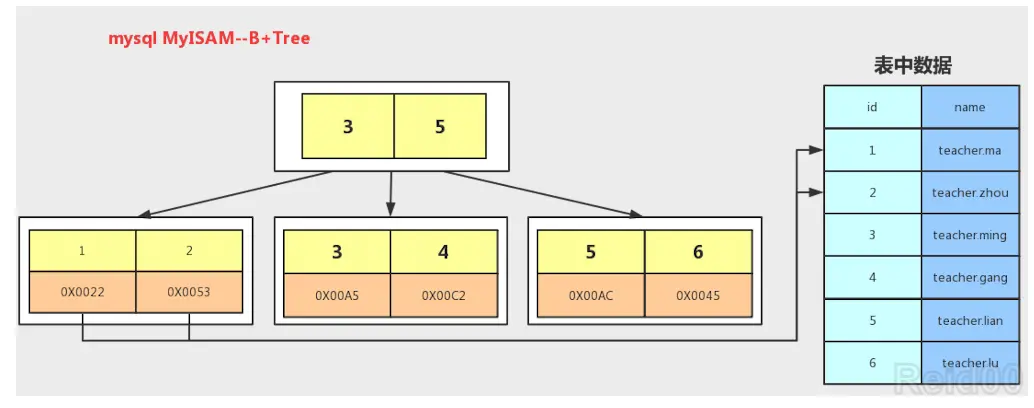 mysql MyISAM--B+Tree
表中数据
3 5
1 2
0X0022 0X0053
3 4
0X00A5 0X00C2
5 6
0X00AC 0X0045
id name
1 teacher.ma
2 teacher.zhou
3 teacher.ming
4 teacher.gang
5 teacher.lian
6 teacher.lu
Reid00